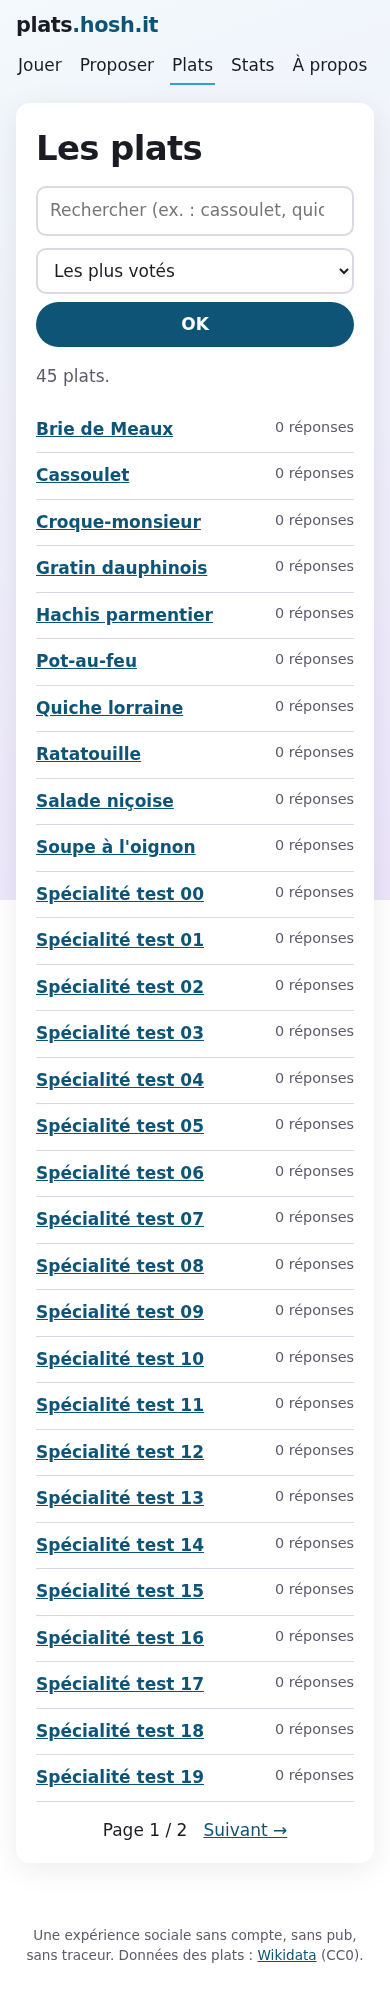 plats.hosh.it
Jouer Proposer Plats Stats À propos
Les plats
Rechercher (ex. : cassoulet, quic
Les plus votés
OK
45 plats.
Brie de Meaux 0 réponses
Cassoulet 0 réponses
Croque-monsieur 0 réponses
Gratin dauphinois 0 réponses
Hachis parmentier 0 réponses
Pot-au-feu 0 réponses
Quiche lorraine 0 réponses
Ratatouille 0 réponses
Salade niçoise 0 réponses
Soupe à l'oignon 0 réponses
Spécialité test 00 0 réponses
Spécialité test 01 0 réponses
Spécialité test 02 0 réponses
Spécialité test 03 0 réponses
Spécialité test 04 0 réponses
Spécialité test 05 0 réponses
Spécialité test 06 0 réponses
Spécialité test 07 0 réponses
Spécialité test 08 0 réponses
Spécialité test 09 0 réponses
Spécialité test 10 0 réponses
Spécialité test 11 0 réponses
Spécialité test 12 0 réponses
Spécialité test 13 0 réponses
Spécialité test 14 0 réponses
Spécialité test 15 0 réponses
Spécialité test 16 0 réponses
Spécialité test 17 0 réponses
Spécialité test 18 0 réponses
Spécialité test 19 0 réponses
Page 1 / 2 Suivant →
Une expérience sociale sans compte, sans pub,
sans traceur. Données des plats : Wikidata (CC0).